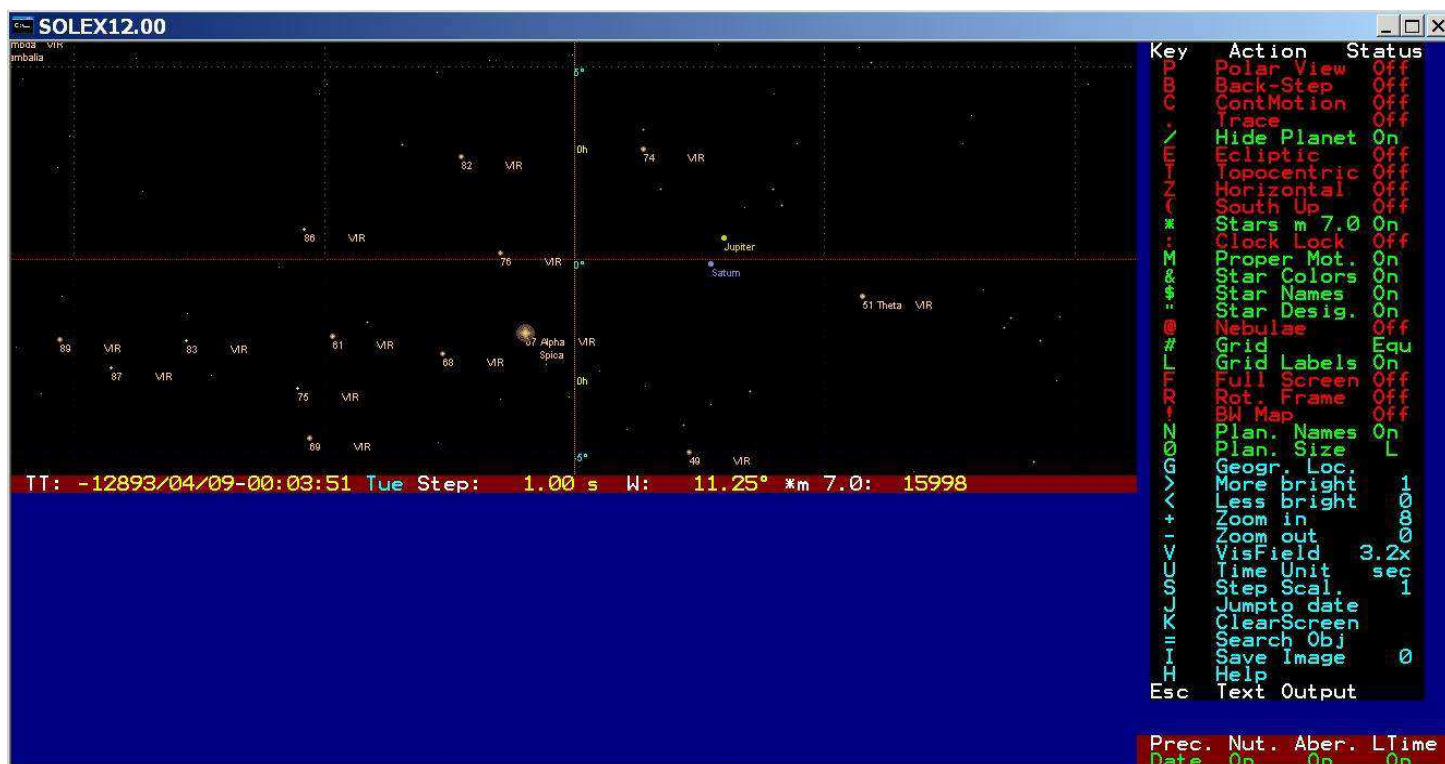 SOLEX12.00
mbda VIR
ambalia
5°
0h
82 VIR
74 VIR
86 VIR
Jupiter
76 VIR
0°
Saturn
51 Theta VIR
89 VIR
83 VIR
61 VIR
67 Alpha VIR
Spica
68 VIR
87 VIR
0h
75 VIR
69 VIR
-5°
49 VIR
TT: -12893/04/09-00:03:51 Tue Step: 1.00 s W: 11.25° *m 7.0: 15998
Key Action Status
P Polar View Off
B Back-Step Off
C ContMotion Off
. Trace Off
/ Hide Planet On
E Ecliptic Off
T Topocentric Off
Z Horizontal Off
( South Up Off
* Stars m 7.0 On
: Clock Lock Off
M Proper Mot. On
& Star Colors On
$ Star Names On
" Star Desig. On
@ Nebulae Off
# Grid Equ
L Grid Labels On
F Full Screen Off
R Rot. Frame Off
! BW Map Off
N Plan. Names On
0 Plan. Size L
G Geogr. Loc.
> More bright 1
< Less bright 0
+ Zoom in 8
- Zoom out 0
V VisField 3.2x
U Time Unit sec
S Step Scal. 1
J Jumpto date
K ClearScreen
= Search Obj
I Save Image 0
H Help
Esc Text Output
Prec. Nut. Aber. LTime
Date On On On